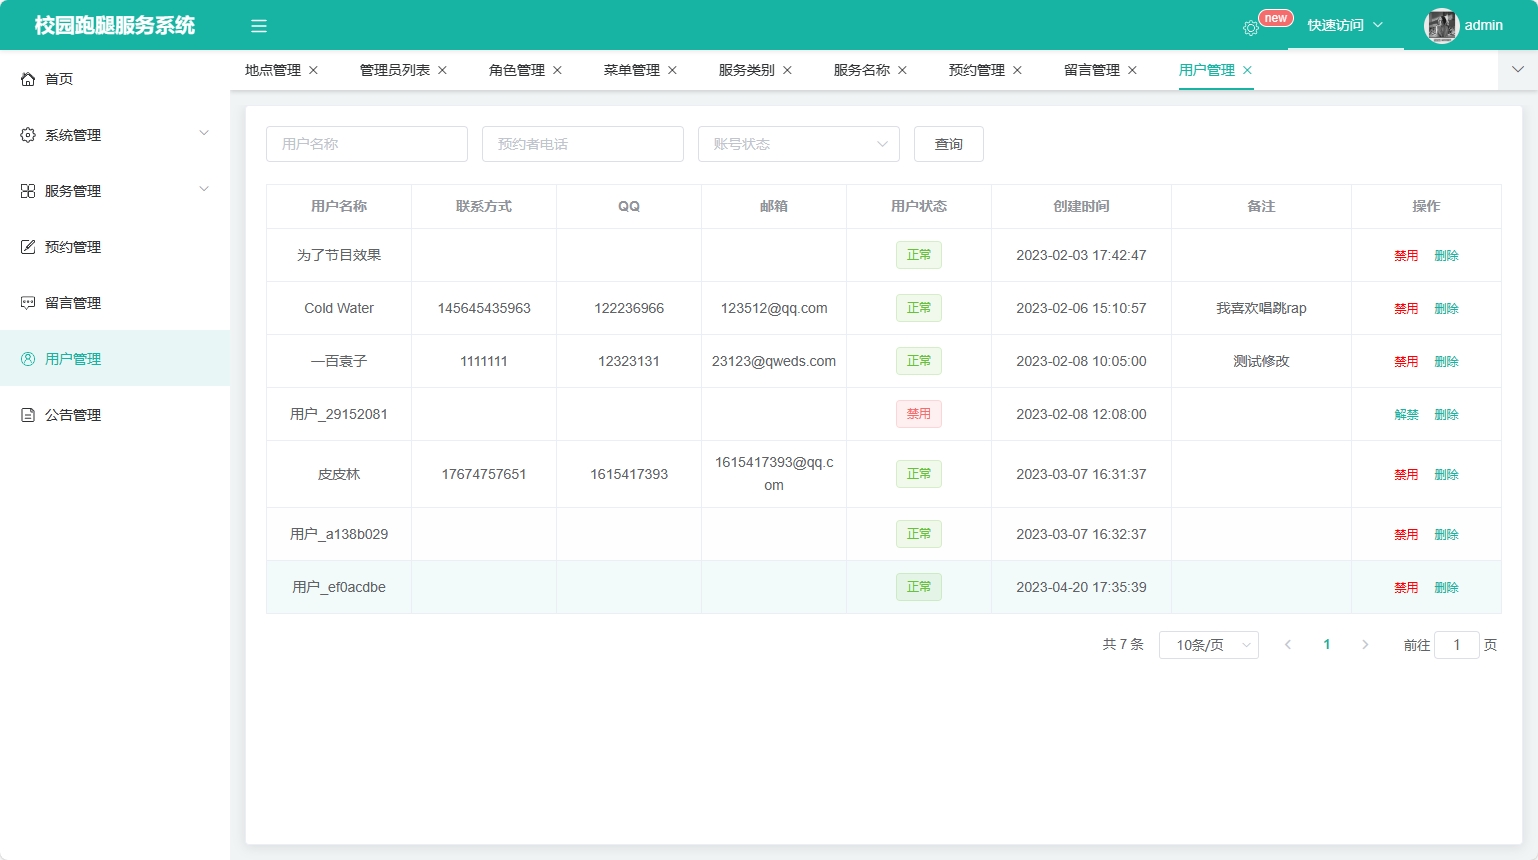 校园跑腿服务系统
new
快速访问
admin
首页
系统管理
服务管理
预约管理
留言管理
用户管理
公告管理
地点管理 管理员列表 角色管理 菜单管理 服务类别 服务名称 预约管理 留言管理 用户管理
用户名称 预约者电话 账号状态 查询
用户名称 联系方式 QQ 邮箱 用户状态 创建时间 备注 操作
为了节目效果 正常 2023-02-03 17:42:47 禁用 删除
Cold Water 145645435963 122236966 123512@qq.com 正常 2023-02-06 15:10:57 我喜欢唱跳rap 禁用 删除
一百袁子 1111111 12323131 23123@qweds.com 正常 2023-02-08 10:05:00 测试修改 禁用 删除
用户_29152081 禁用 2023-02-08 12:08:00 解禁 删除
皮皮林 17674757651 1615417393 1615417393@qq.c
om 正常 2023-03-07 16:31:37 禁用 删除
用户_a138b029 正常 2023-03-07 16:32:37 禁用 删除
用户_ef0acdbe 正常 2023-04-20 17:35:39 禁用 删除
共 7 条 10条/页 1 前往 1 页